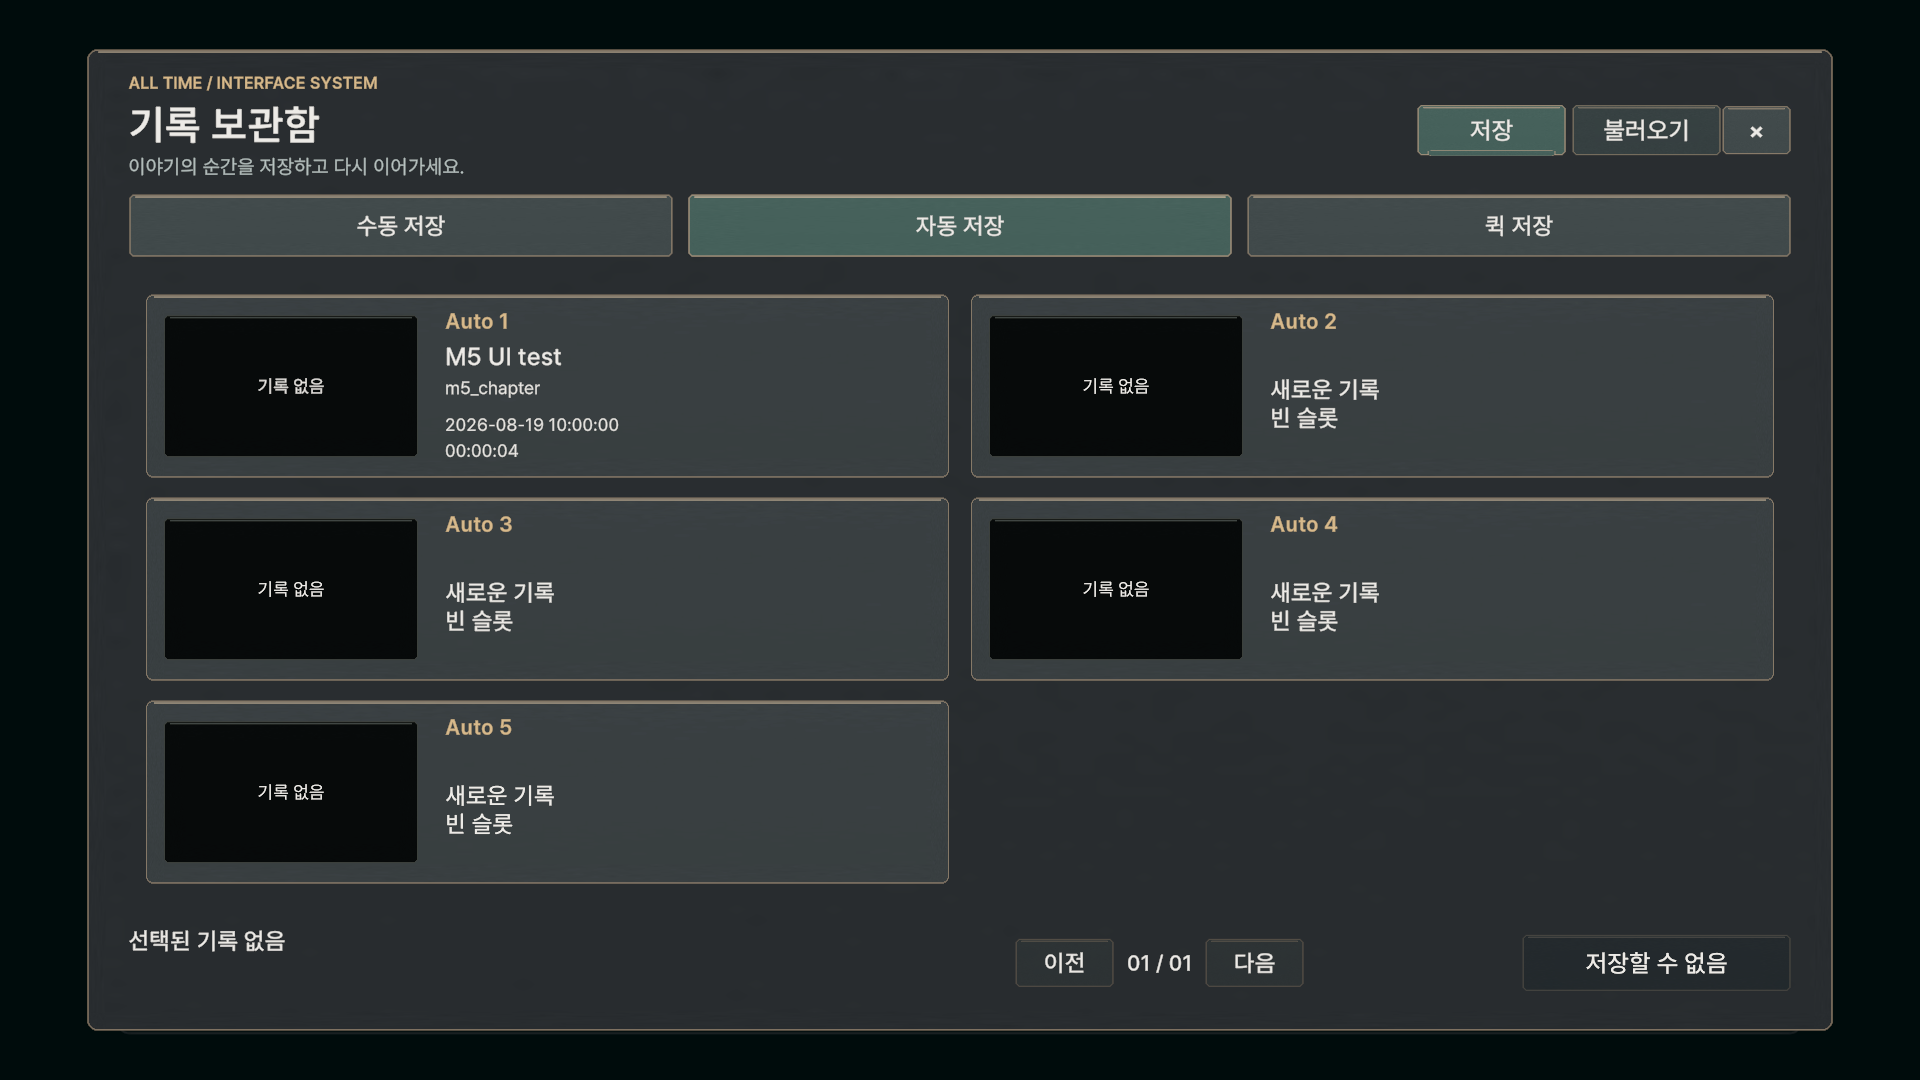 ALL TIME / INTERFACE SYSTEM
기록 보관함
이야기의 순간을 저장하고 다시 이어가세요.
저장
불러오기
×
수동 저장
자동 저장
퀵 저장
기록 없음
Auto 1
M5 UI test
m5_chapter
2026-08-19 10:00:00
00:00:04
기록 없음
Auto 2
새로운 기록
빈 슬롯
기록 없음
Auto 3
새로운 기록
빈 슬롯
기록 없음
Auto 4
새로운 기록
빈 슬롯
기록 없음
Auto 5
새로운 기록
빈 슬롯
선택된 기록 없음
이전
01 / 01
다음
저장할 수 없음